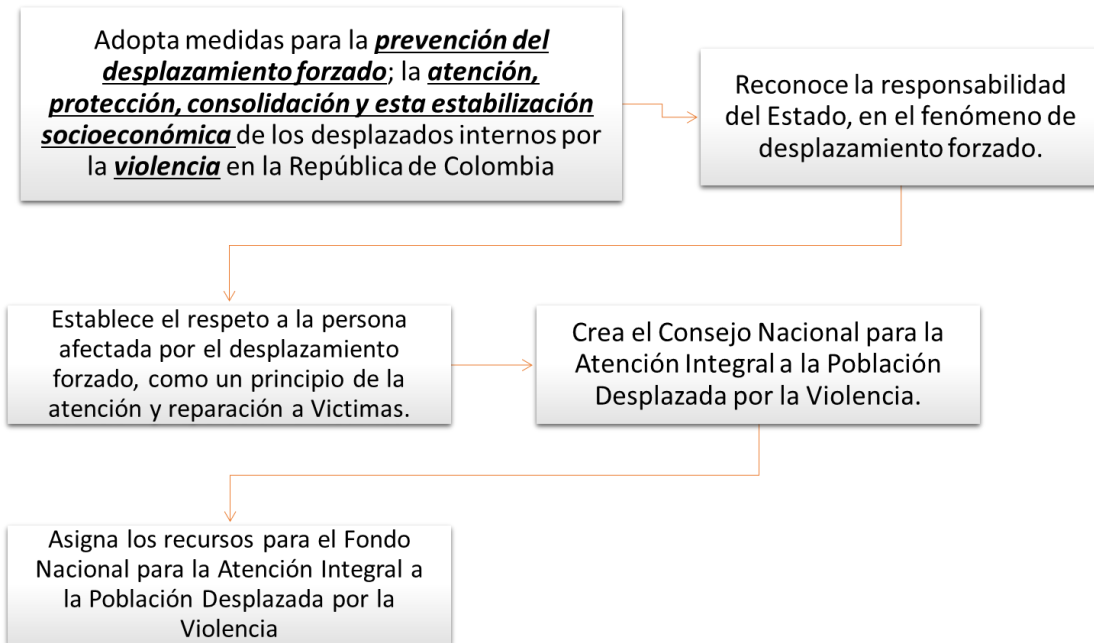 Adopta medidas para la prevención del
desplazamiento forzado; la atención,
protección, consolidación y esta estabilización
socioeconómica de los desplazados internos por
la violencia en la República de Colombia
Reconoce la responsabilidad
del Estado, en el fenómeno de
desplazamiento forzado.
Establece el respeto a la persona
afectada por el desplazamiento
forzado, como un principio de la
atención y reparación a Victimas.
Crea el Consejo Nacional para la
Atención Integral a la Población
Desplazada por la Violencia.
Asigna los recursos para el Fondo
Nacional para la Atención Integral a
la Población Desplazada por la
Violencia